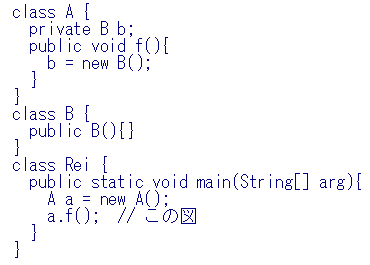 class A {
  private B b;
  public void f(){
    b = new B();
  }
}
class B {
  public B(){}
}
class Rei {
  public static void main(String[] arg){
    A a = new A();
    a.f();  // この図
  }
}